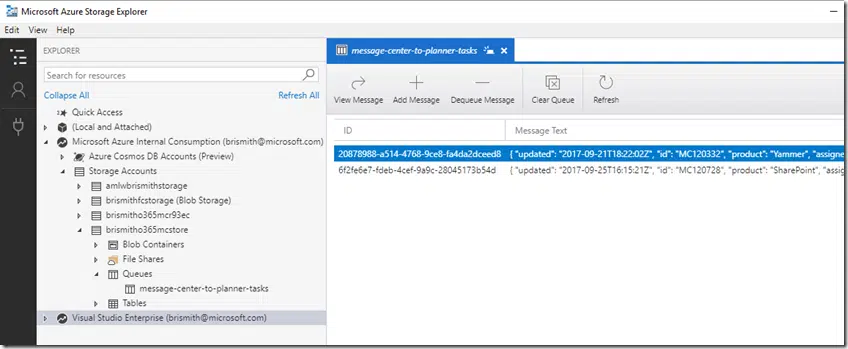 Microsoft Azure Storage Explorer
Edit View Help
EXPLORER
Search for resources
Collapse All Refresh All
Quick Access
(Local and Attached)
Microsoft Azure Internal Consumption (brismith@microsoft.com)
Azure Cosmos DB Accounts (Preview)
Storage Accounts
amlwbrismithstorage
brismithfcstorage (Blob Storage)
brismitho365mcr93ec
brismitho365mcstore
Blob Containers
File Shares
Queues
message-center-to-planner-tasks
Tables
Visual Studio Enterprise (brismith@microsoft.com)
message-center-to-planner-tasks
View Message Add Message Dequeue Message Clear Queue Refresh
ID Message Text
20878988-a514-4768-9ce8-fa4da2dceed8 { "updated": "2017-09-21T18:22:02Z", "id": "MC120332", "product": "Yammer", "assigne
6f2fe6e7-fdeb-4cef-9a9c-28045173b54d { "updated": "2017-09-25T16:15:21Z", "id": "MC120728", "product": "SharePoint", "assig